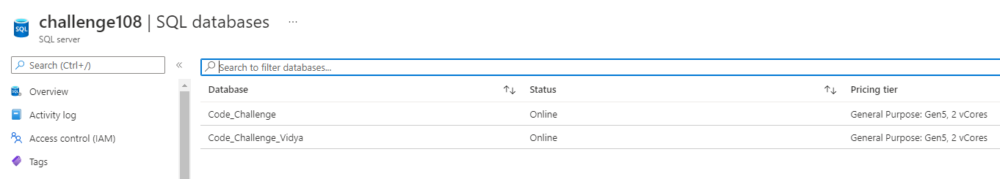 challenge108 | SQL databases ...
SQL
SQL server
Search (Ctrl+/) «
Overview
Activity log
Access control (IAM)
Tags
Search to filter databases...
Database Status Pricing tier
Code_Challenge Online General Purpose: Gen5, 2 vCores
Code_Challenge_Vidya Online General Purpose: Gen5, 2 vCores